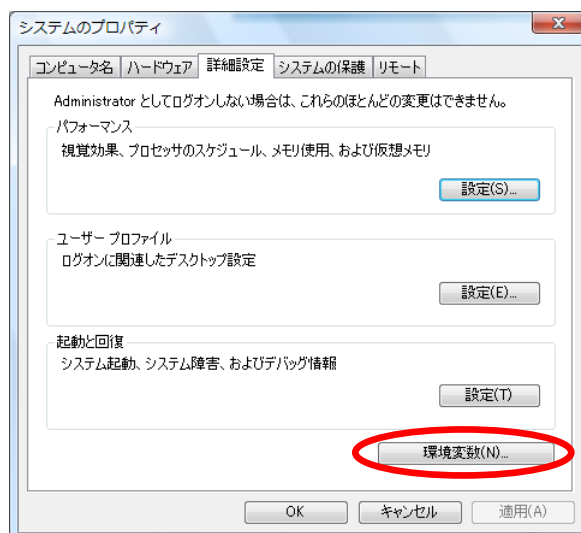 システムのプロパティ
コンピュータ名 ハードウェア 詳細設定 システムの保護 リモート
Administrator としてログオンしない場合は、これらのほとんどの変更はできません。
パフォーマンス
視覚効果、プロセッサのスケジュール、メモリ使用、および仮想メモリ
設定(S)...
ユーザー プロファイル
ログオンに関連したデスクトップ設定
設定(E)...
起動と回復
システム起動、システム障害、およびデバッグ情報
設定(T)
環境変数(N)...
OK キャンセル 適用(A)